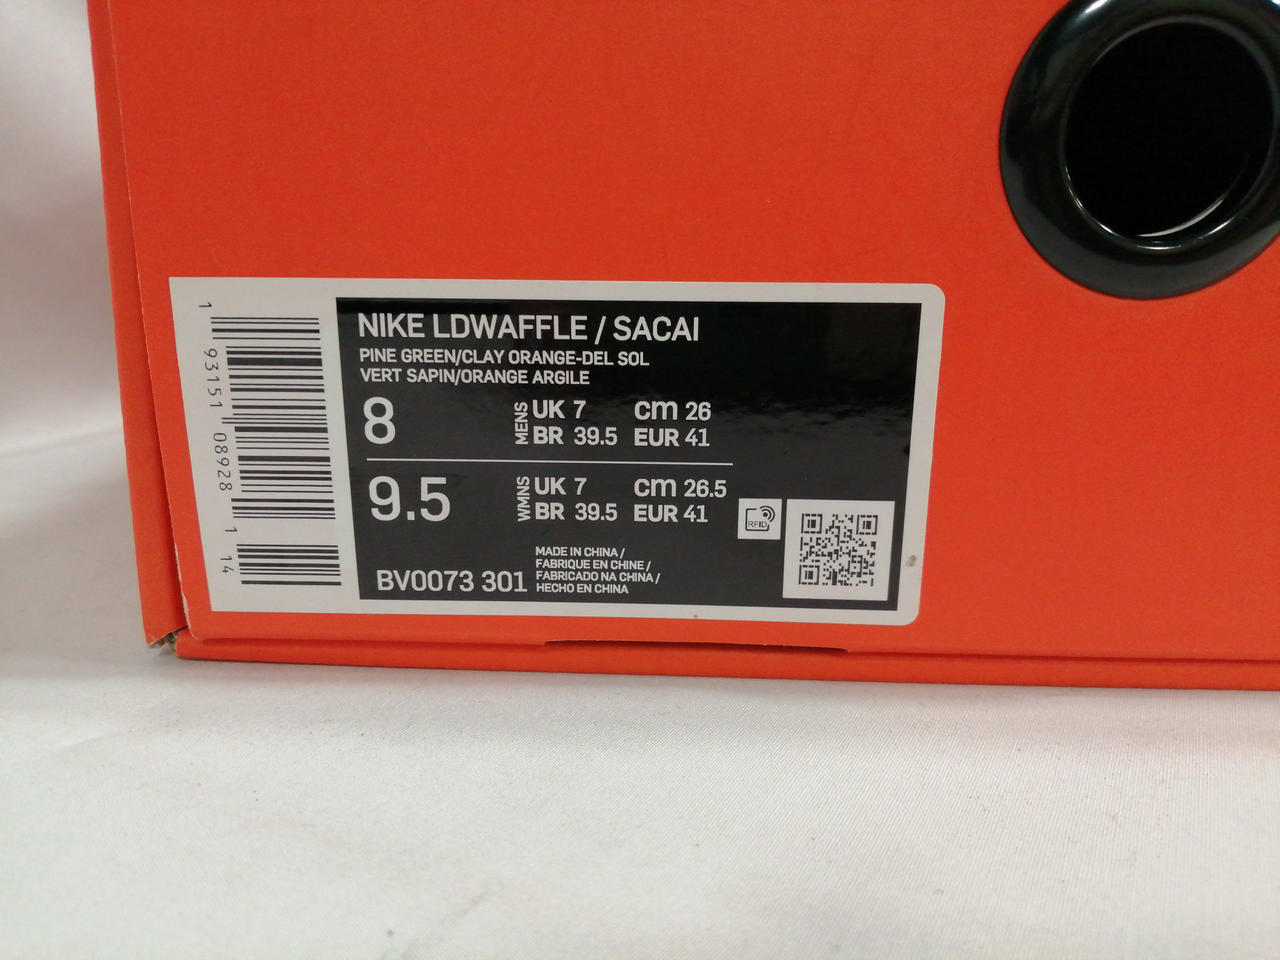 1 93151 08928 1 14
NIKE LDWAFFLE / SACAI
PINE GREEN/CLAY ORANGE-DEL SOL
VERT SAPIN/ORANGE ARGILE
8 MENS UK 7 cm 26
BR 39.5 EUR 41
9.5 WMNS UK 7 cm 26.5
BR 39.5 EUR 41
RFID
BV0073 301
MADE IN CHINA /
FABRIQUE EN CHINE /
FABRICADO NA CHINA /
HECHO EN CHINA